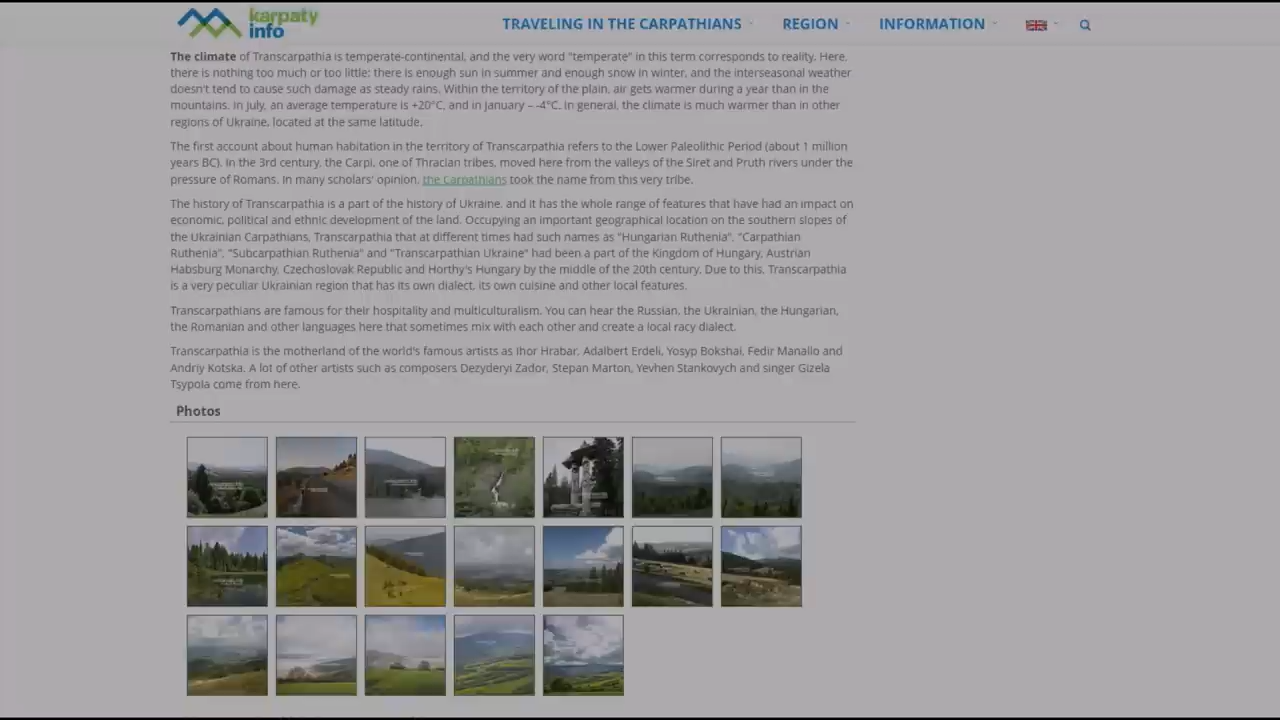 karpaty
info
TRAVELING IN THE CARPATHIANS
REGION
INFORMATION
The climate of Transcarpathia is temperate-continental, and the very word "temperate" in this term corresponds to reality. Here,
there is nothing too much or too little: there is enough sun in summer and enough snow in winter, and the interseasonal weather
doesn't tend to cause such damage as steady rains. Within the territory of the plain, air gets warmer during a year than in the
mountains. In July, an average temperature is +20°C, and in January – -4°C. In general, the climate is much warmer than in other
regions of Ukraine, located at the same latitude.
The first account about human habitation in the territory of Transcarpathia refers to the Lower Paleolithic Period (about 1 million
years BC). In the 3rd century, the Carpi, one of Thracian tribes, moved here from the valleys of the Siret and Pruth rivers under the
pressure of Romans. In many scholars' opinion, the Carpathians took the name from this very tribe.
The history of Transcarpathia is a part of the history of Ukraine, and it has the whole range of features that have had an impact on
economic, political and ethnic development of the land. Occupying an important geographical location on the southern slopes of
the Ukrainian Carpathians, Transcarpathia that at different times had such names as "Hungarian Ruthenia", "Carpathian
Ruthenia", "Subcarpathian Ruthenia" and "Transcarpathian Ukraine" had been a part of the Kingdom of Hungary, Austrian
Habsburg Monarchy, Czechoslovak Republic and Horthy's Hungary by the middle of the 20th century. Due to this, Transcarpathia
is a very peculiar Ukrainian region that has its own dialect, its own cuisine and other local features.
Transcarpathians are famous for their hospitality and multiculturalism. You can hear the Russian, the Ukrainian, the Hungarian,
the Romanian and other languages here that sometimes mix with each other and create a local racy dialect.
Transcarpathia is the motherland of the world's famous artists as Ihor Hrabar, Adalbert Erdeli, Yosyp Bokshai, Fedir Manailo and
Andriy Kotska. A lot of other artists such as composers Dezyderyi Zador, Stepan Marton, Yevhen Stankovych and singer Gizela
Tsypola come from here.
Photos